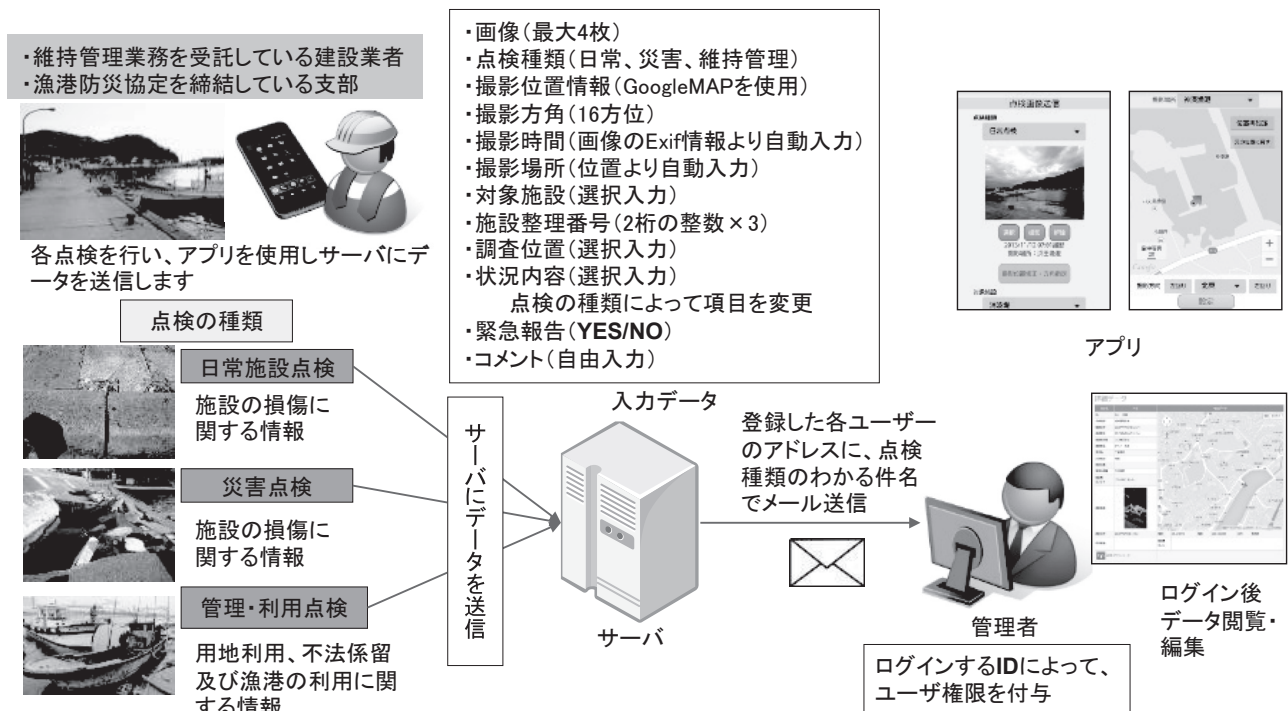 ・維持管理業務を受託している建設業者
・漁港防災協定を締結している支部
各点検を行い、アプリを使用しサーバにデ
ータを送信します
点検の種類
日常施設点検
施設の損傷に
関する情報
災害点検
施設の損傷に
関する情報
管理・利用点検
用地利用、不法係留
及び漁港の利用に関
する情報
・画像(最大4枚)
・点検種類(日常、災害、維持管理)
・撮影位置情報(GoogleMAPを使用)
・撮影方角(16方位)
・撮影時間(画像のExif情報より自動入力)
・撮影場所(位置より自動入力)
・対象施設(選択入力)
・施設整理番号(2桁の整数×3)
・調査位置(選択入力)
・状況内容(選択入力)
点検の種類によって項目を変更
・緊急報告(YES/NO)
・コメント(自由入力)
入力データ
サーバにデータを送信
サーバ
登録した各ユーザー
のアドレスに、点検
種類のわかる件名
でメール送信
管理者
ログインするIDによって、
ユーザ権限を付与
点検画像送信
日常点検
アプリ
ログイン後
データ閲覧・
編集